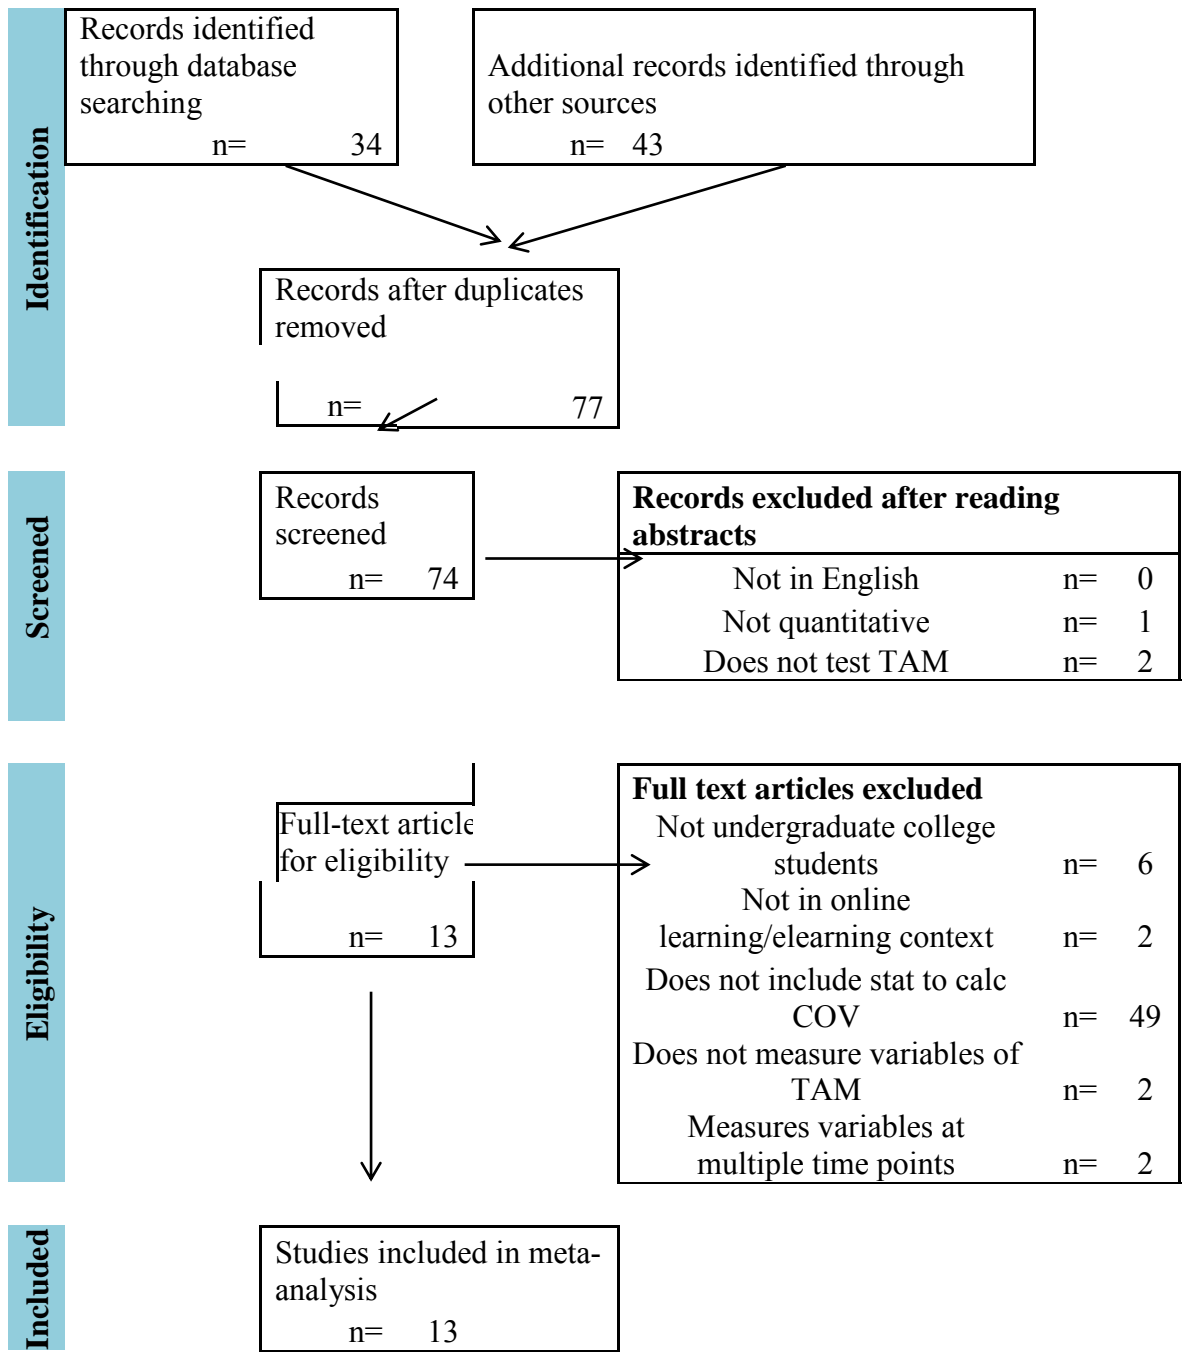 Identification
Records identified
through database
searching
n= 34
Additional records identified through
other sources
n= 43
Records after duplicates
removed
n= 77
Screened
Records
screened
n= 74
Records excluded after reading
abstracts
Not in English n= 0
Not quantitative n= 1
Does not test TAM n= 2
Eligibility
Full-text article
for eligibility
n= 13
Full text articles excluded
Not undergraduate college
students n= 6
Not in online
learning/elearning context n= 2
Does not include stat to calc
COV n= 49
Does not measure variables of
TAM n= 2
Measures variables at
multiple time points n= 2
Included
Studies included in meta-
analysis
n= 13